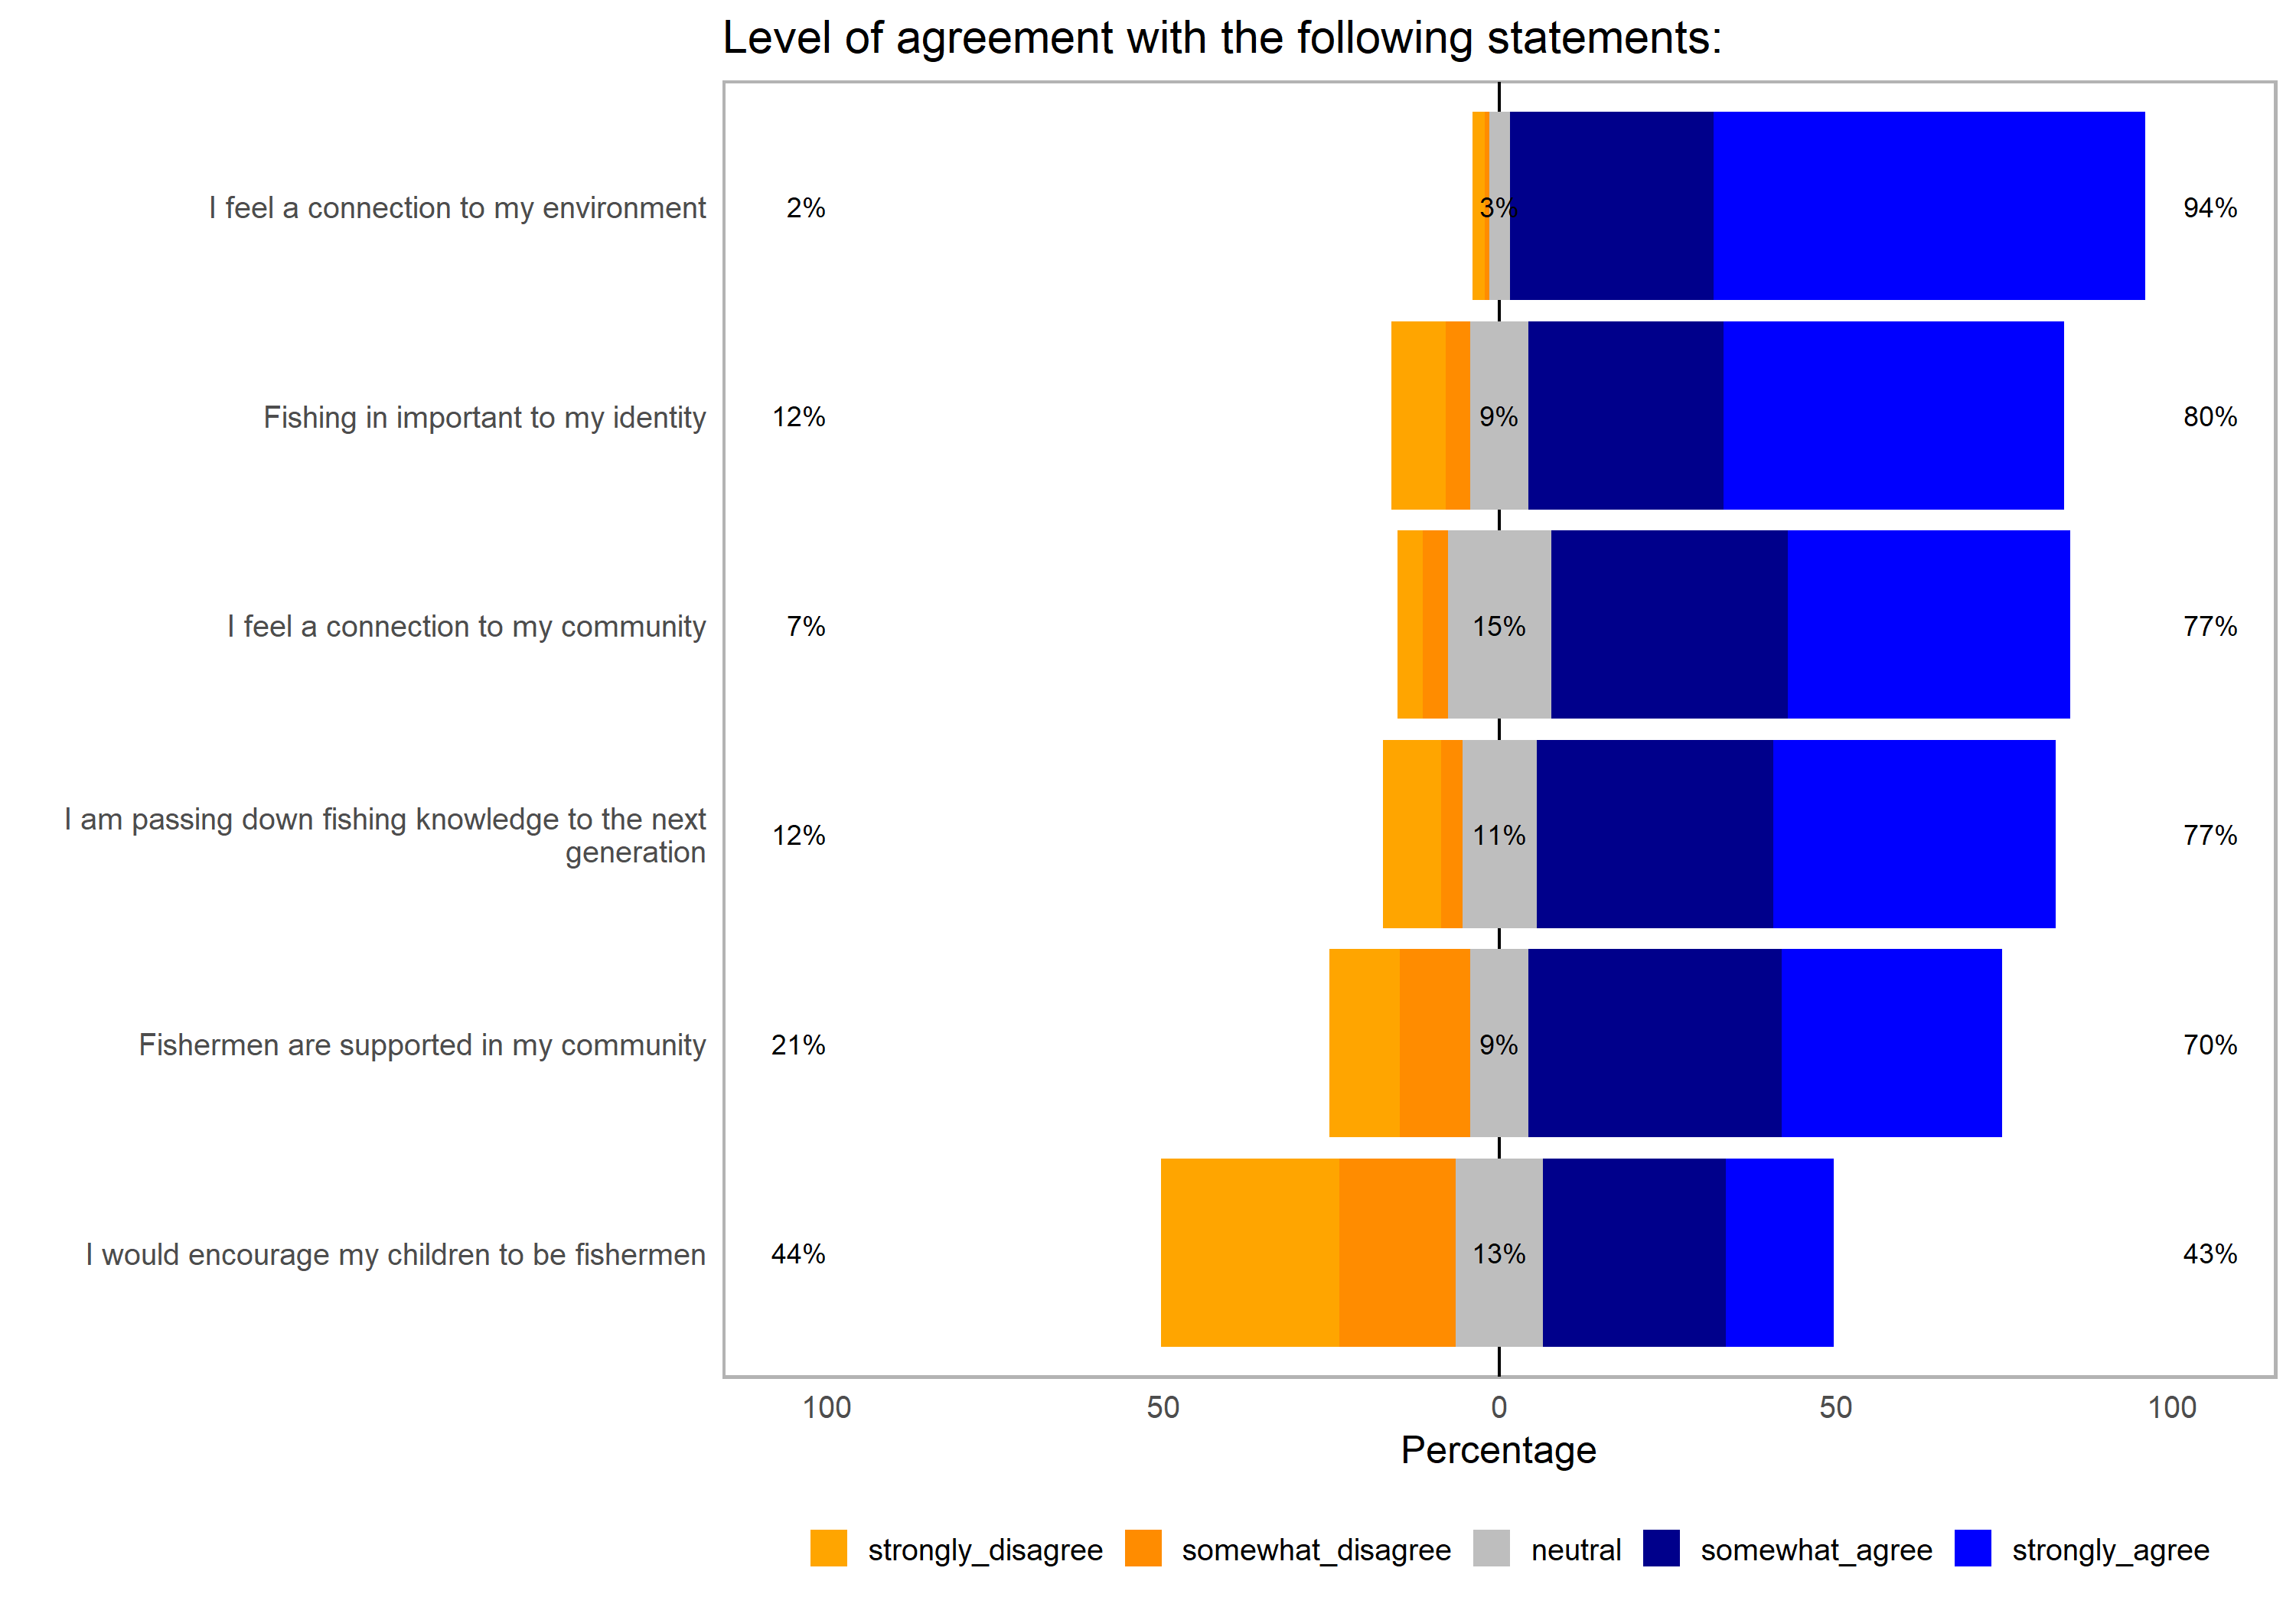 Level of agreement with the following statements:
I feel a connection to my environment
2%
3%
94%
Fishing in important to my identity
12%
9%
80%
I feel a connection to my community
7%
15%
77%
I am passing down fishing knowledge to the next
generation
12%
11%
77%
Fishermen are supported in my community
21%
9%
70%
I would encourage my children to be fishermen
44%
13%
43%
100 50 0 50 100
Percentage
strongly_disagree somewhat_disagree neutral somewhat_agree strongly_agree